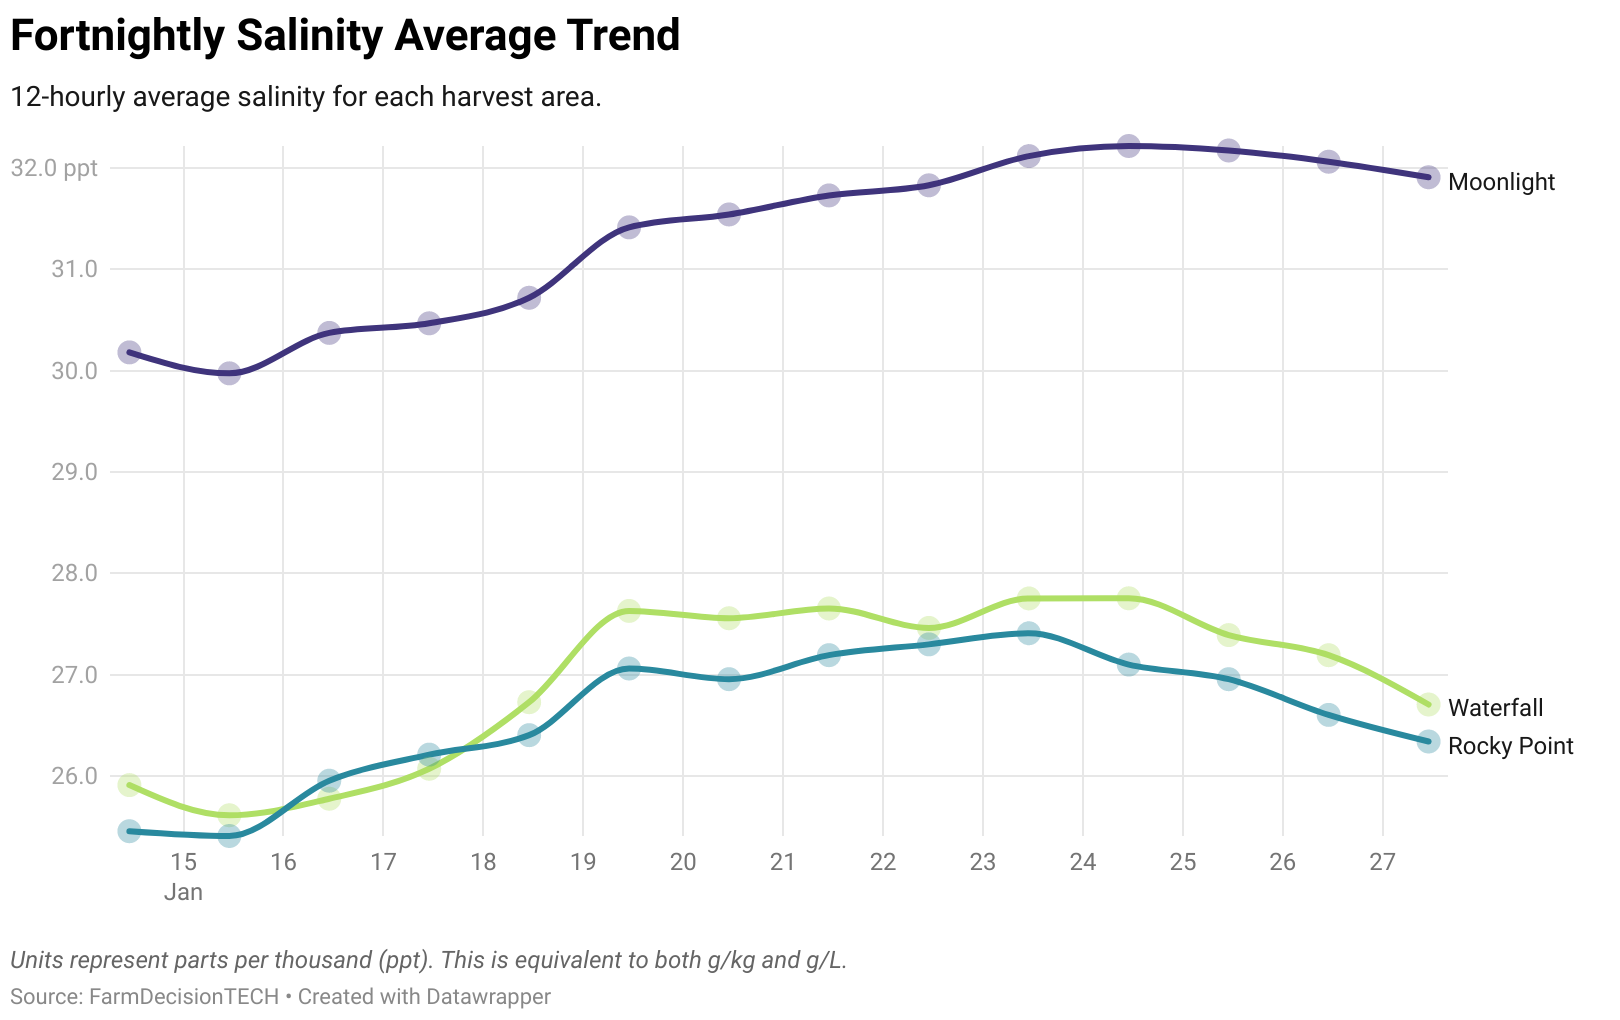 Fortnightly Salinity Average Trend
12-hourly average salinity for each harvest area.
32.0 ppt
Moonlight
31.0
30.0
29.0
28.0
27.0
Waterfall
Rocky Point
26.0
15 16 17 18 19 20 21 22 23 24 25 26 27
Jan
Units represent parts per thousand (ppt). This is equivalent to both g/kg and g/L.
Source: FarmDecisionTECH • Created with Datawrapper